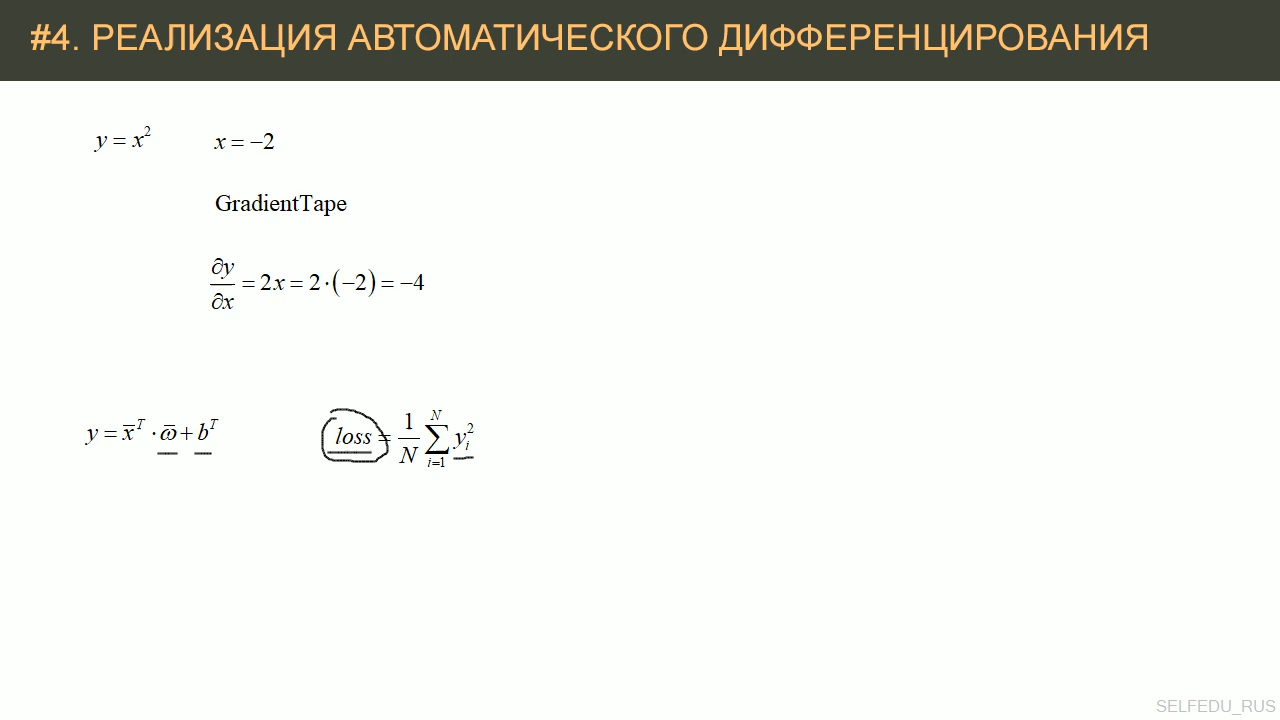 #4. РЕАЛИЗАЦИЯ АВТОМАТИЧЕСКОГО ДИФФЕРЕНЦИРОВАНИЯ
y = x² x = −2
GradientTape
∂y/∂x = 2x = 2·(−2) = −4
y = x̅ᵀ · ω̅ + bᵀ loss = 1/N ∑ᵢ₌₁ᴺ yᵢ²
SELFEDU_RUS